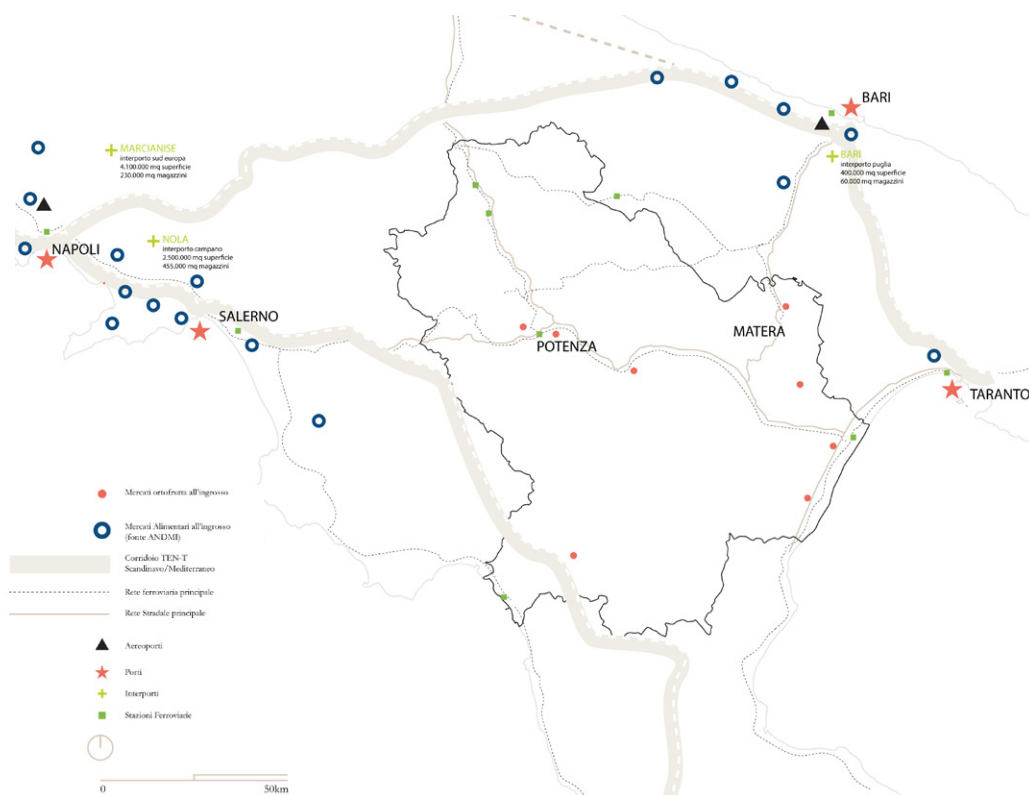 BARI
MARCIANISE
interporto sud europa
4.100.000 mq superficie
230.000 mq magazzini
BARI
interporto puglia
400.000 mq superficie
60.000 mq magazzini
NAPOLI
NOLA
interporto campano
2.500.000 mq superficie
455.000 mq magazzini
SALERNO
POTENZA
MATERA
TARANTO
Mercati ortofrutta all'ingrosso
Mercati Alimentari all'ingrosso
(fonte ANDMI)
Corridoio TEN-T
Scandinavo/Mediterraneo
Rete ferroviaria principale
Rete Stradale principale
Aereoporti
Porti
Interporti
Stazioni Ferroviarie
0
50km